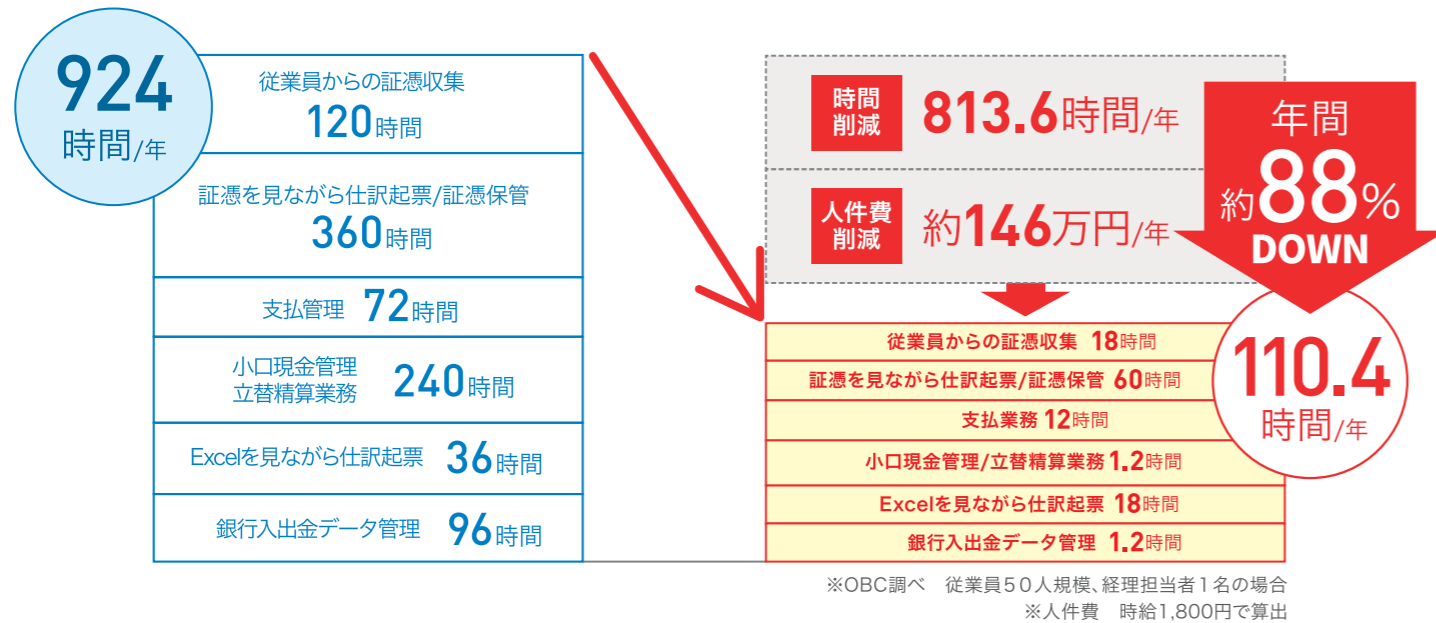 924
時間/年
従業員からの証憑収集
120時間
証憑を見ながら仕訳起票/証憑保管
360時間
支払管理 72時間
小口現金管理
立替精算業務 240時間
Excelを見ながら仕訳起票 36時間
銀行入出金データ管理 96時間
時間
削減
813.6時間/年
人件費
削減
約146万円/年
年間
約88%
DOWN
110.4
時間/年
従業員からの証憑収集 18時間
証憑を見ながら仕訳起票/証憑保管 60時間
支払業務 12時間
小口現金管理/立替精算業務 1.2時間
Excelを見ながら仕訳起票 18時間
銀行入出金データ管理 1.2時間
※OBC調べ 従業員50人規模、経理担当者1名の場合
※人件費 時給1,800円で算出